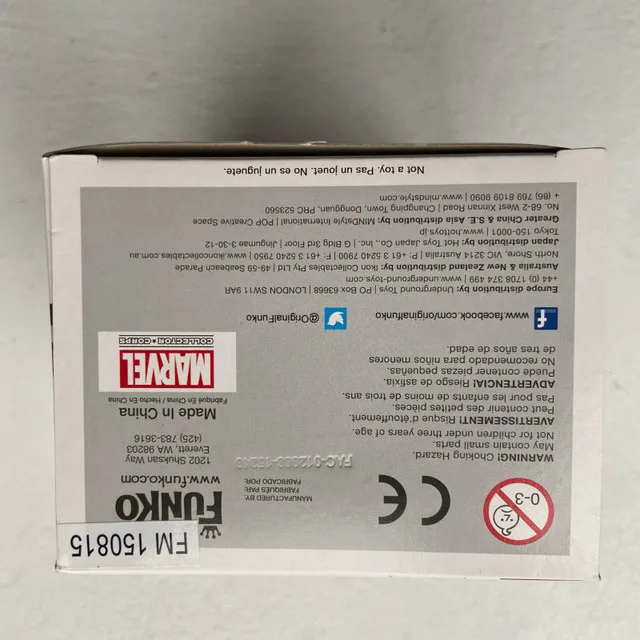 FM 150815
FUNKO
www.funko.com
1202 Shuksan Way
Everett, WA 98203
(425) 783-3616
Made In China
Fabriqué En China / Hecho En China
MARVEL
COLLECTOR • CORPS
MANUFACTURED BY:
FABRIQUÉS PAR:
FABRICADO POR:
CE
0-3
WARNING! Choking Hazard.
May contain small parts.
Not for children under three years of age.
AVERTISSEMENT! Risque D'étouffement.
Peut contenir des petites pièces.
Pas pour les enfants de moins de trois ans.
ADVERTENCIA! Riesgo de asfixia.
Puede contener piezas pequeñas.
No recomendado para niños menores
de tres años de edad.
www.facebook.com/originalfunko
@OriginalFunko
Europe distribution by: Underground Toys | PO Box 63668 | LONDON SW11 9AR
(+44) 0 1708 374 499 | www.underground-toys.com
Australia & New Zealand distribution by: Ikon Collectables Pty Ltd | 49-59 Seabeach Parade
North Shore, VIC 3214 Australia | P: +61 3 5240 7900 | F: +61 3 5240 7950 | www.ikoncollectables.com.au
Japan distribution by: Hot Toys Japan Co., Inc. | G Bldg 3rd Floor Jingumae 3-30-12
Tokyo 150-0001 | www.hottoys.jp
Greater China & S.E. Asia distribution by: MINDstyle International | POP Creative Space
No. 68-2 West Xinxin Road | Changping Town, Dongguan, PRC 523560
+ (86) 769 8109 9090 | www.mindstyle.com
Not a toy. Pas un jouet. No es un juguete.